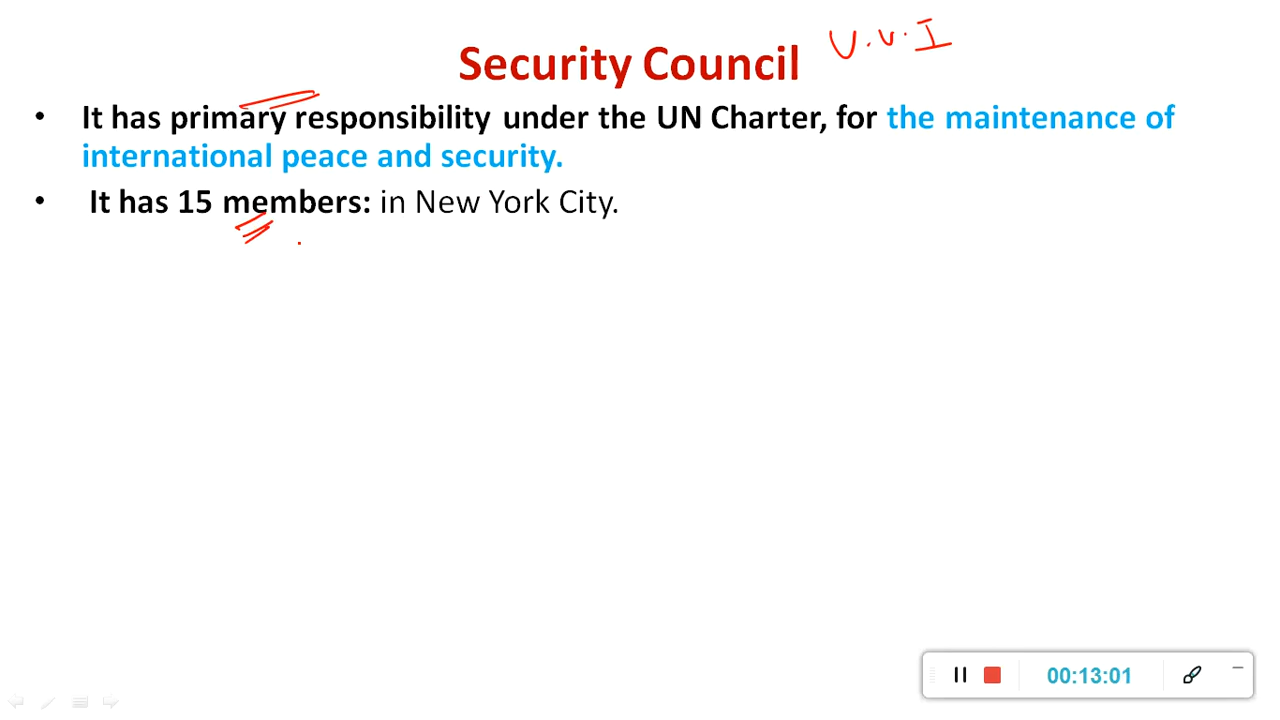 Security Council V.V.I
• It has primary responsibility under the UN Charter, for the maintenance of
international peace and security.
• It has 15 members: in New York City.
00:13:01